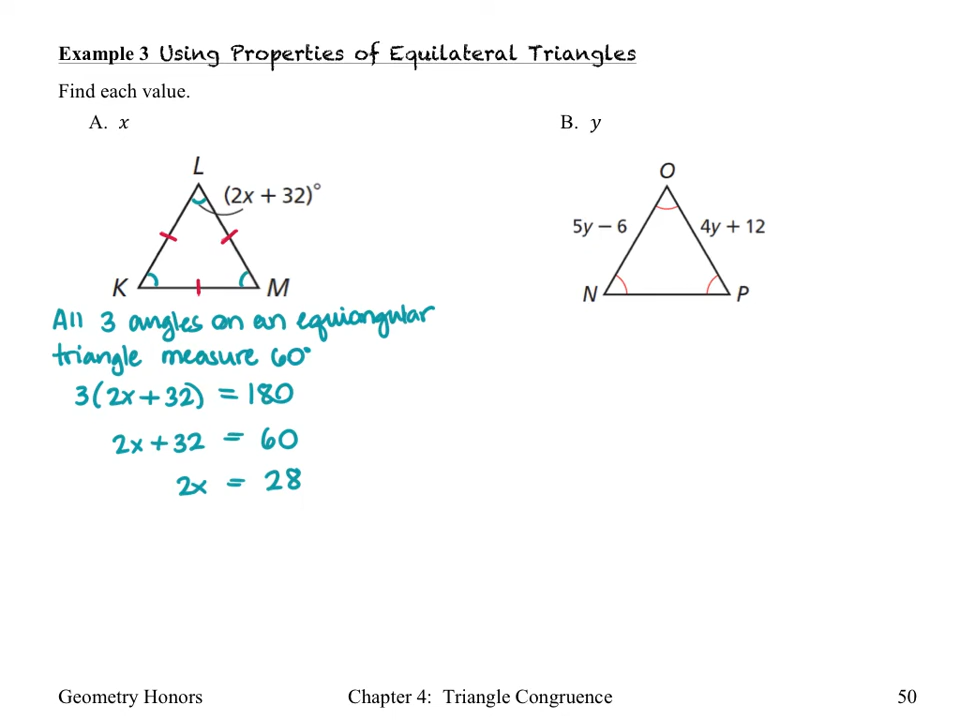 Example 3 Using Properties of Equilateral Triangles
Find each value.
A. x
B. y
L
(2x + 32)°
K
M
O
5y − 6
4y + 12
N
P
All 3 angles on an equiangular
triangle measure 60°
3(2x + 32) = 180
2x + 32 = 60
2x = 28
Geometry Honors
Chapter 4: Triangle Congruence
50